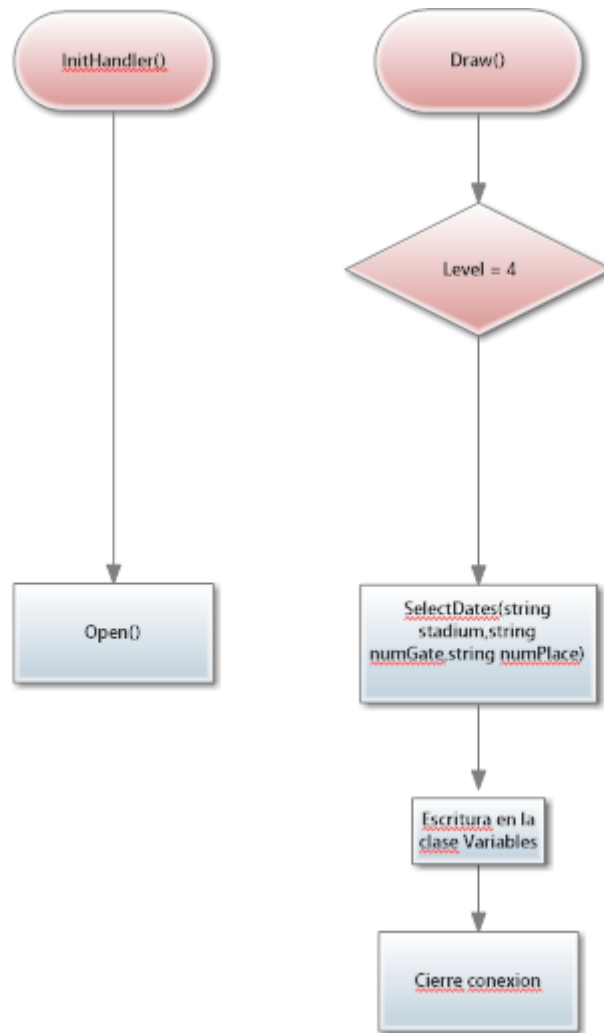 InitHandler()
Draw()
Level = 4
Open()
SelectDates(string
stadium,string
numGate,string numPlace)
Escritura en la
clase Variables
Cierre conexion